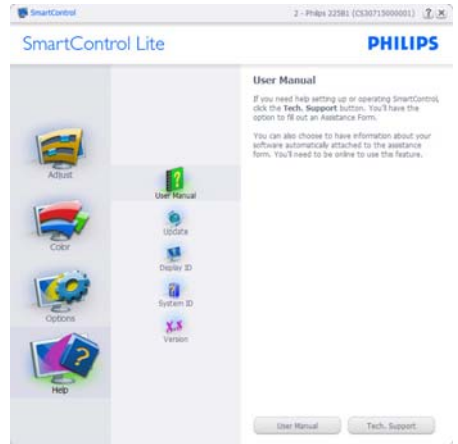 SmartControl
2 - Philips 225B1 (CS30715000001)
SmartControl Lite
PHILIPS
Adjust
Color
Options
Help
User Manual
Update
Display ID
System ID
X.X
Version
User Manual
If you need help setting up or operating SmartControl,
click the Tech. Support button. You'll have the
option to fill out an Assistance Form.
You can also choose to have information about your
software automatically attached to the assistance
form. You'll need to be online to use this feature.
User Manual
Tech. Support